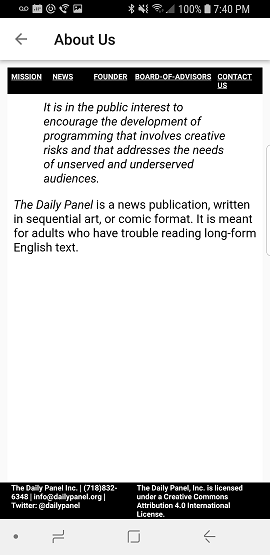 100% 7:40 PM
About Us
MISSION NEWS FOUNDER BOARD-OF-ADVISORS CONTACT US
It is in the public interest to
encourage the development of
programming that involves creative
risks and that addresses the needs
of unserved and underserved
audiences.
The Daily Panel is a news publication, written
in sequential art, or comic format. It is meant
for adults who have trouble reading long-form
English text.
The Daily Panel Inc. | (718)832-
6348 | info@dailypanel.org |
Twitter: @dailypanel
The Daily Panel, Inc. is licensed
under a Creative Commons
Attribution 4.0 International
License.